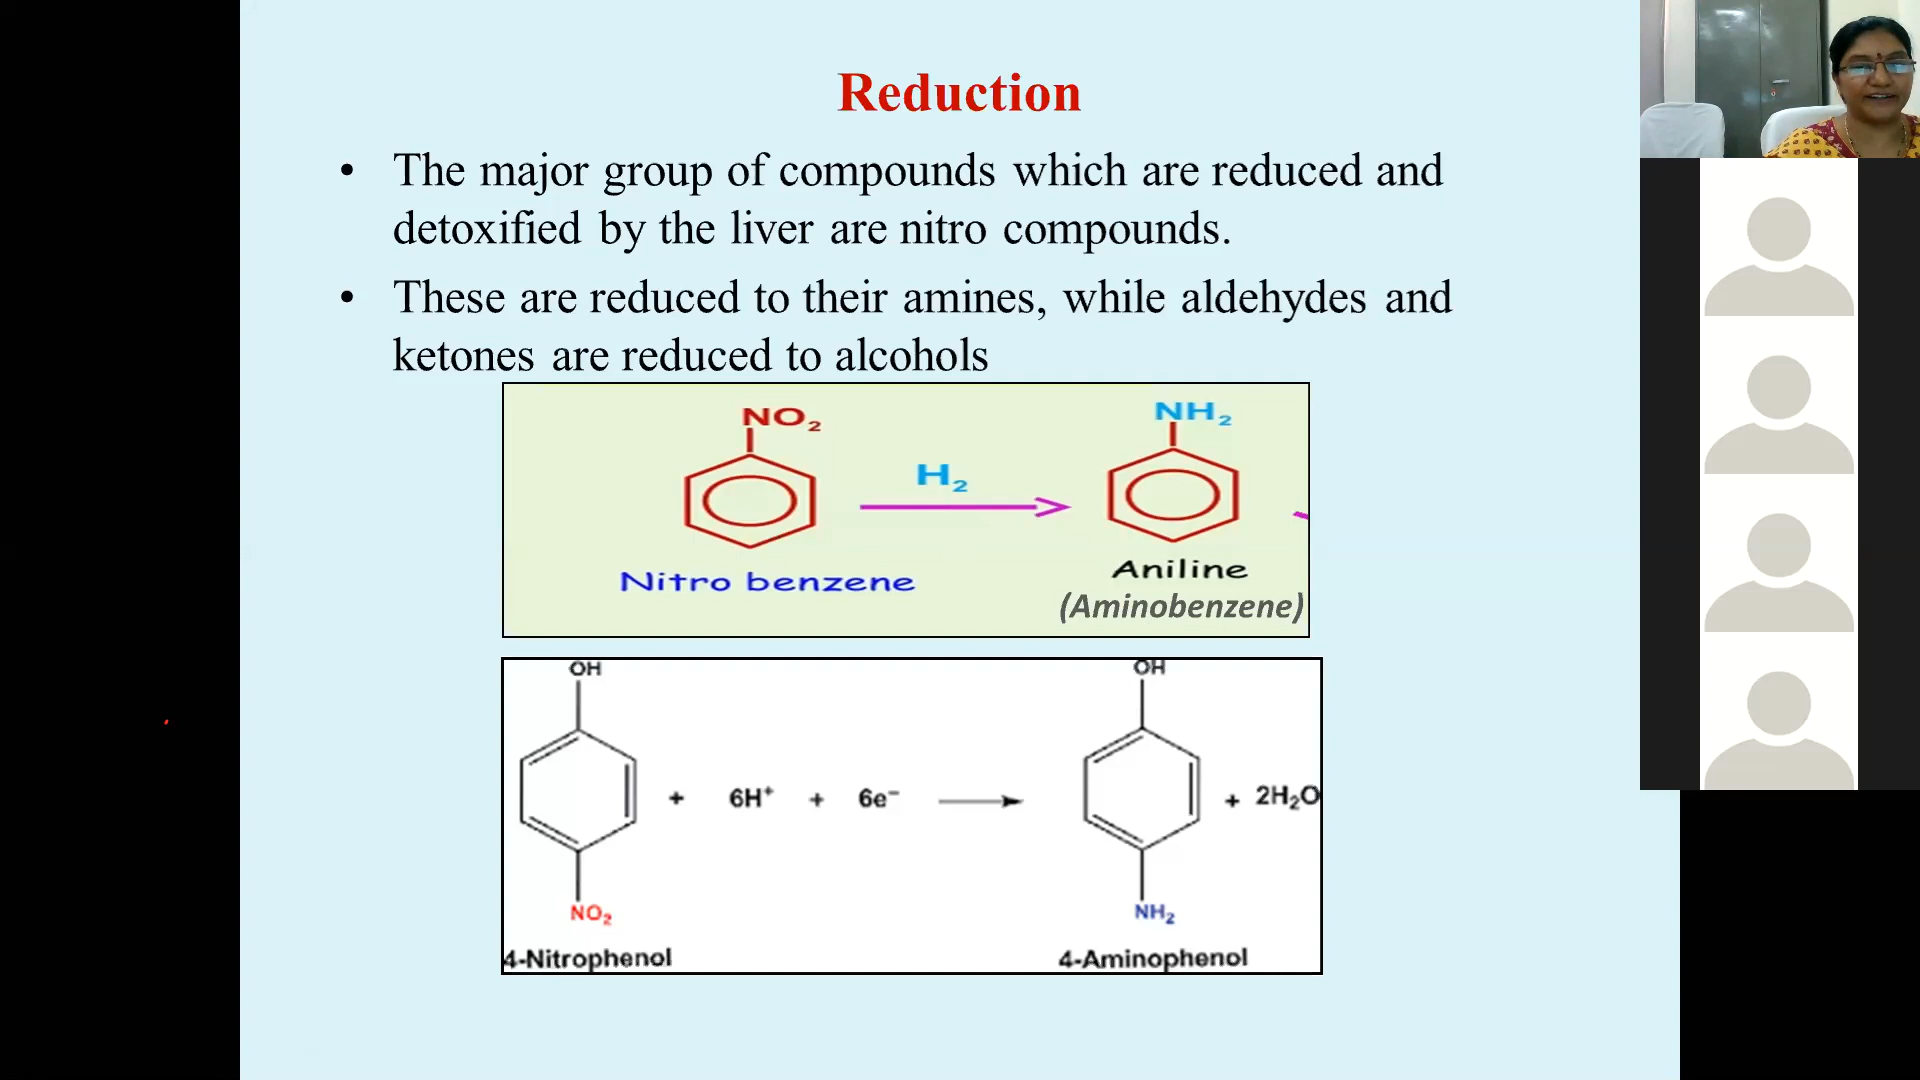 Reduction
• The major group of compounds which are reduced and
detoxified by the liver are nitro compounds.
• These are reduced to their amines, while aldehydes and
ketones are reduced to alcohols
NO₂
NH₂
H₂
Nitro benzene
Aniline
(Aminobenzene)
OH
OH
+ 6H⁺ + 6e⁻
+ 2H₂O
NO₂
NH₂
4-Nitrophenol
4-Aminophenol